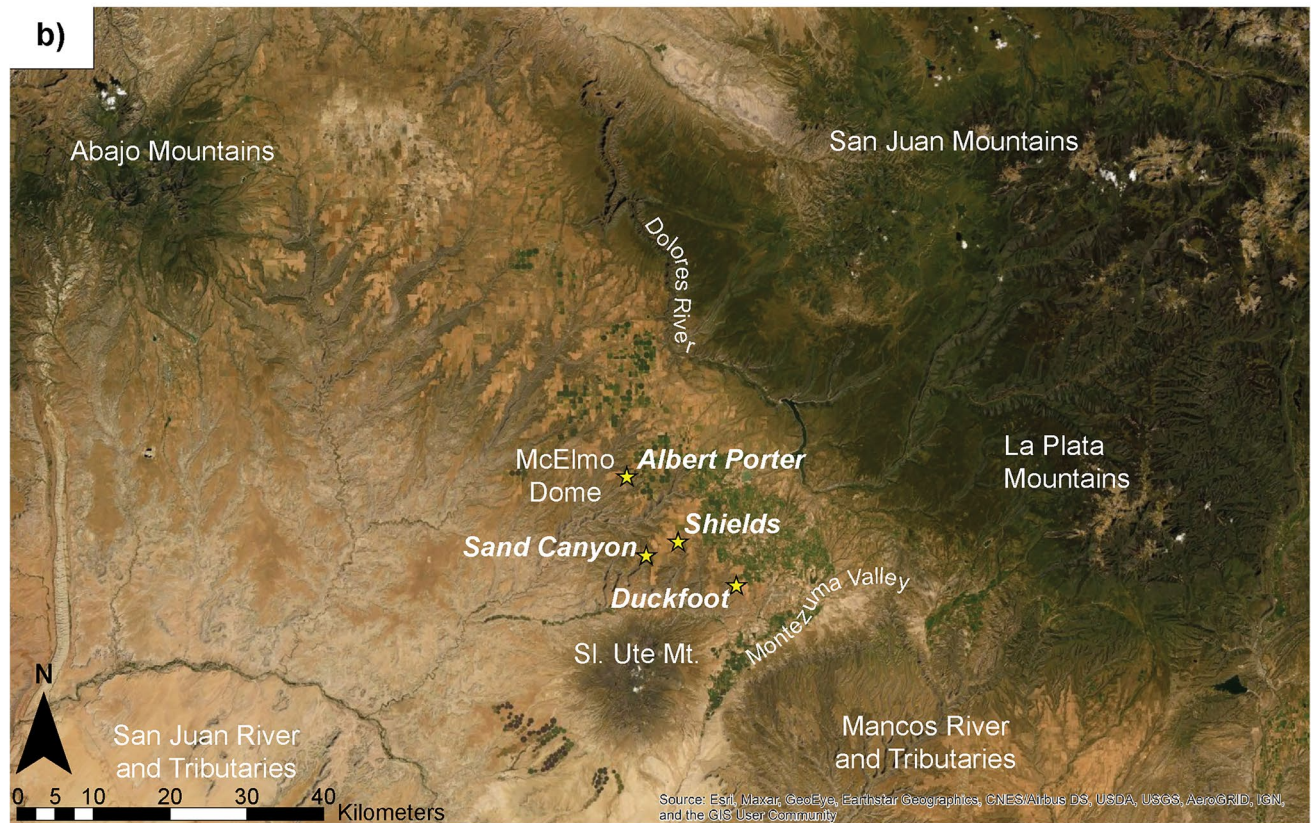 b)
Abajo Mountains
San Juan Mountains
Dolores River
McElmo
Dome
Albert Porter
La Plata
Mountains
Shields
Sand Canyon
Duckfoot
Montezuma Valley
Sl. Ute Mt.
N
San Juan River
and Tributaries
Mancos River
and Tributaries
0 5 10 20 30 40
Kilometers
Source: Esri, Maxar, GeoEye, Earthstar Geographics, CNES/Airbus DS, USDA, USGS, AeroGRID, IGN,
and the GIS User Community